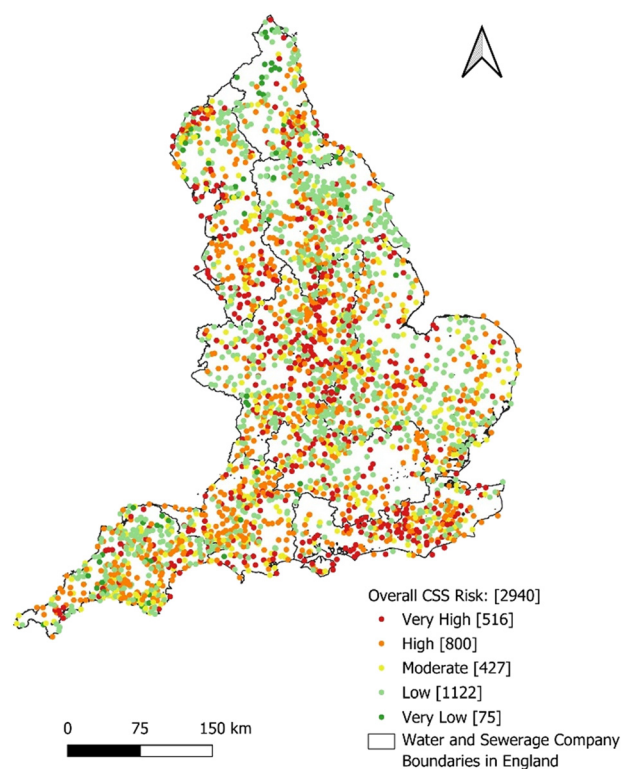 Overall CSS Risk: [2940]
Very High [516]
High [800]
Moderate [427]
Low [1122]
Very Low [75]
Water and Sewerage Company
Boundaries in England
0 75 150 km